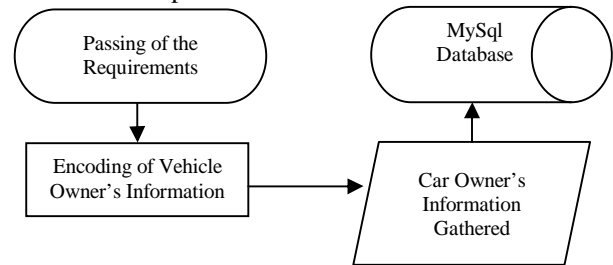 Passing of the
Requirements
MySql
Database
Encoding of Vehicle
Owner's Information
Car Owner's
Information
Gathered